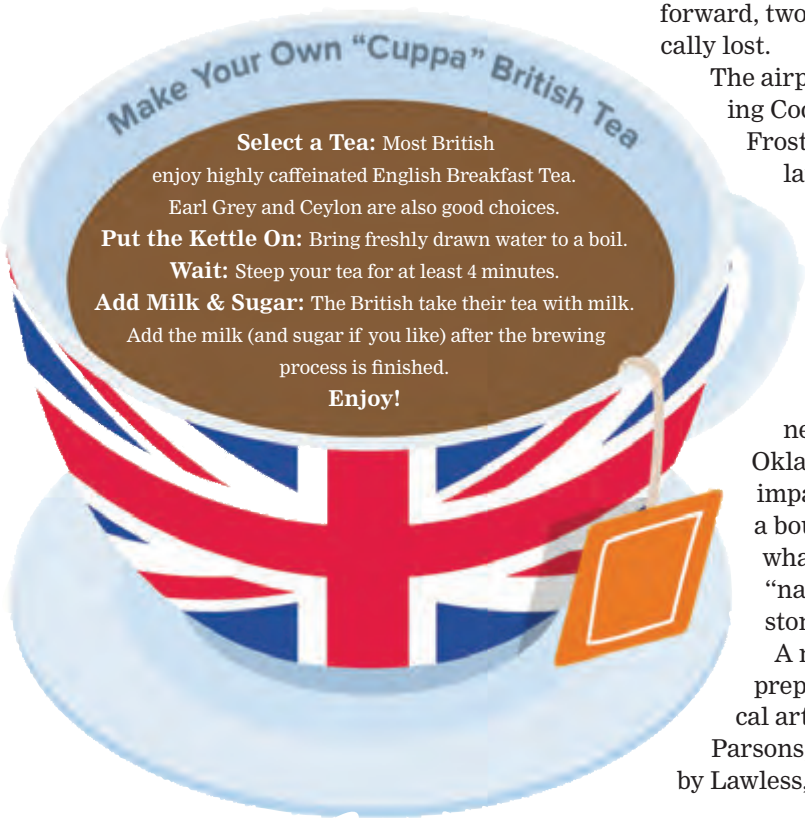 Make Your Own “Cuppa” British Tea
Select a Tea: Most British
enjoy highly caffeinated English Breakfast Tea.
Earl Grey and Ceylon are also good choices.
Put the Kettle On: Bring freshly drawn water to a boil.
Wait: Steep your tea for at least 4 minutes.
Add Milk & Sugar: The British take their tea with milk.
Add the milk (and sugar if you like) after the brewing
process is finished.
Enjoy!
forward, two
cally lost.
The airp
ing Coo
Frost
la
ne
Okla
impa
a bou
wha
“na
stor
A
prep
cal art
Parsons
by Lawless,